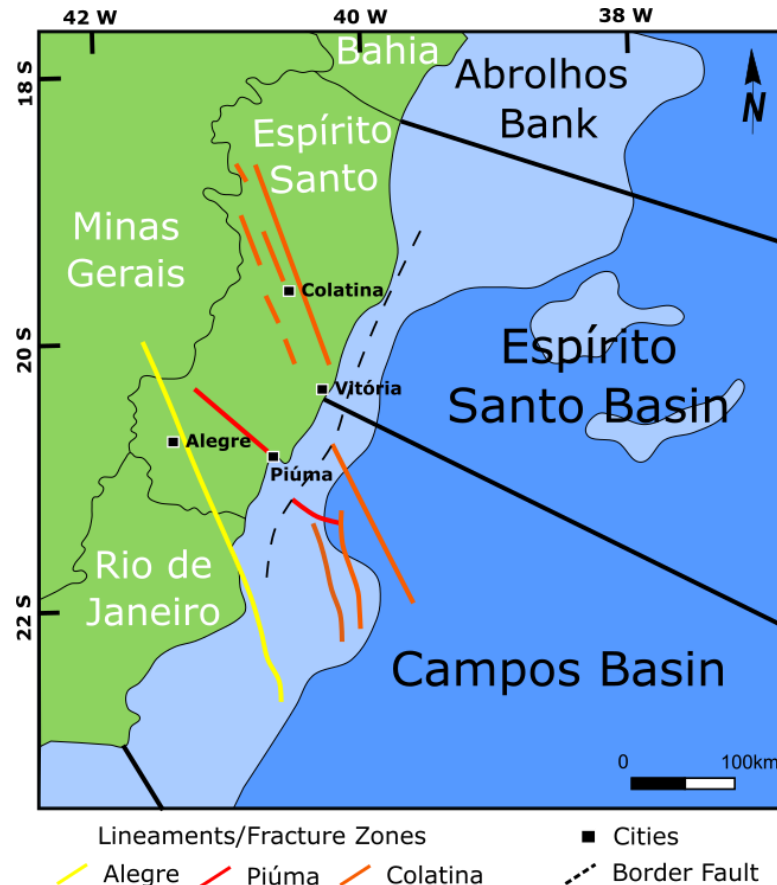 42 W
40 W
38 W
18 S
20 S
22 S
Bahia
Abrolhos
Bank
N
Espírito
Santo
Minas
Gerais
Colatina
Espírito
Santo Basin
Vitória
Alegre
Piúma
Rio de
Janeiro
Campos Basin
0
100km
Lineaments/Fracture Zones
Cities
Alegre
Piúma
Colatina
Border Fault